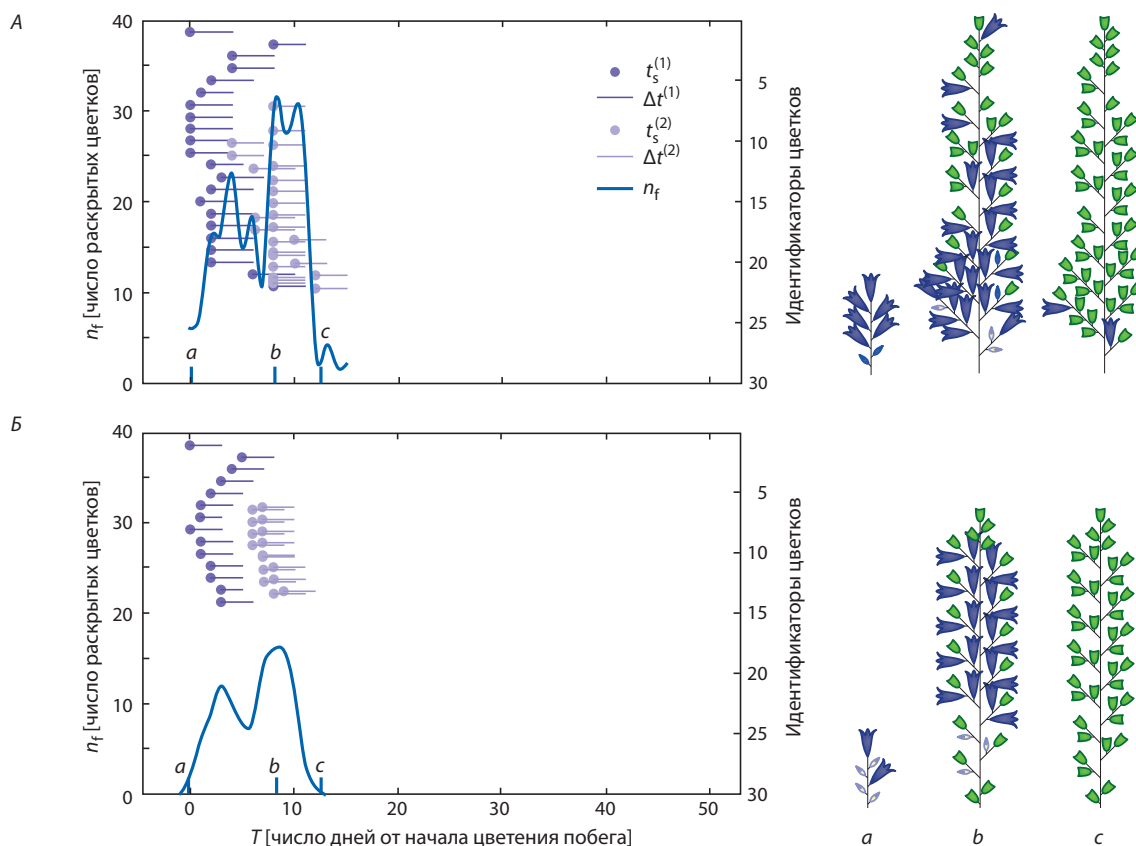 А
40
30
20
10
0
n_f [число раскрытых цветков]
a
b
c
t_s^(1)
Δt^(1)
t_s^(2)
Δt^(2)
n_f
5
10
15
20
25
30
Идентификаторы цветков
Б
40
30
20
10
0
n_f [число раскрытых цветков]
a
b
c
5
10
15
20
25
30
Идентификаторы цветков
0 10 20 30 40 50
T [число дней от начала цветения побега]
a b c